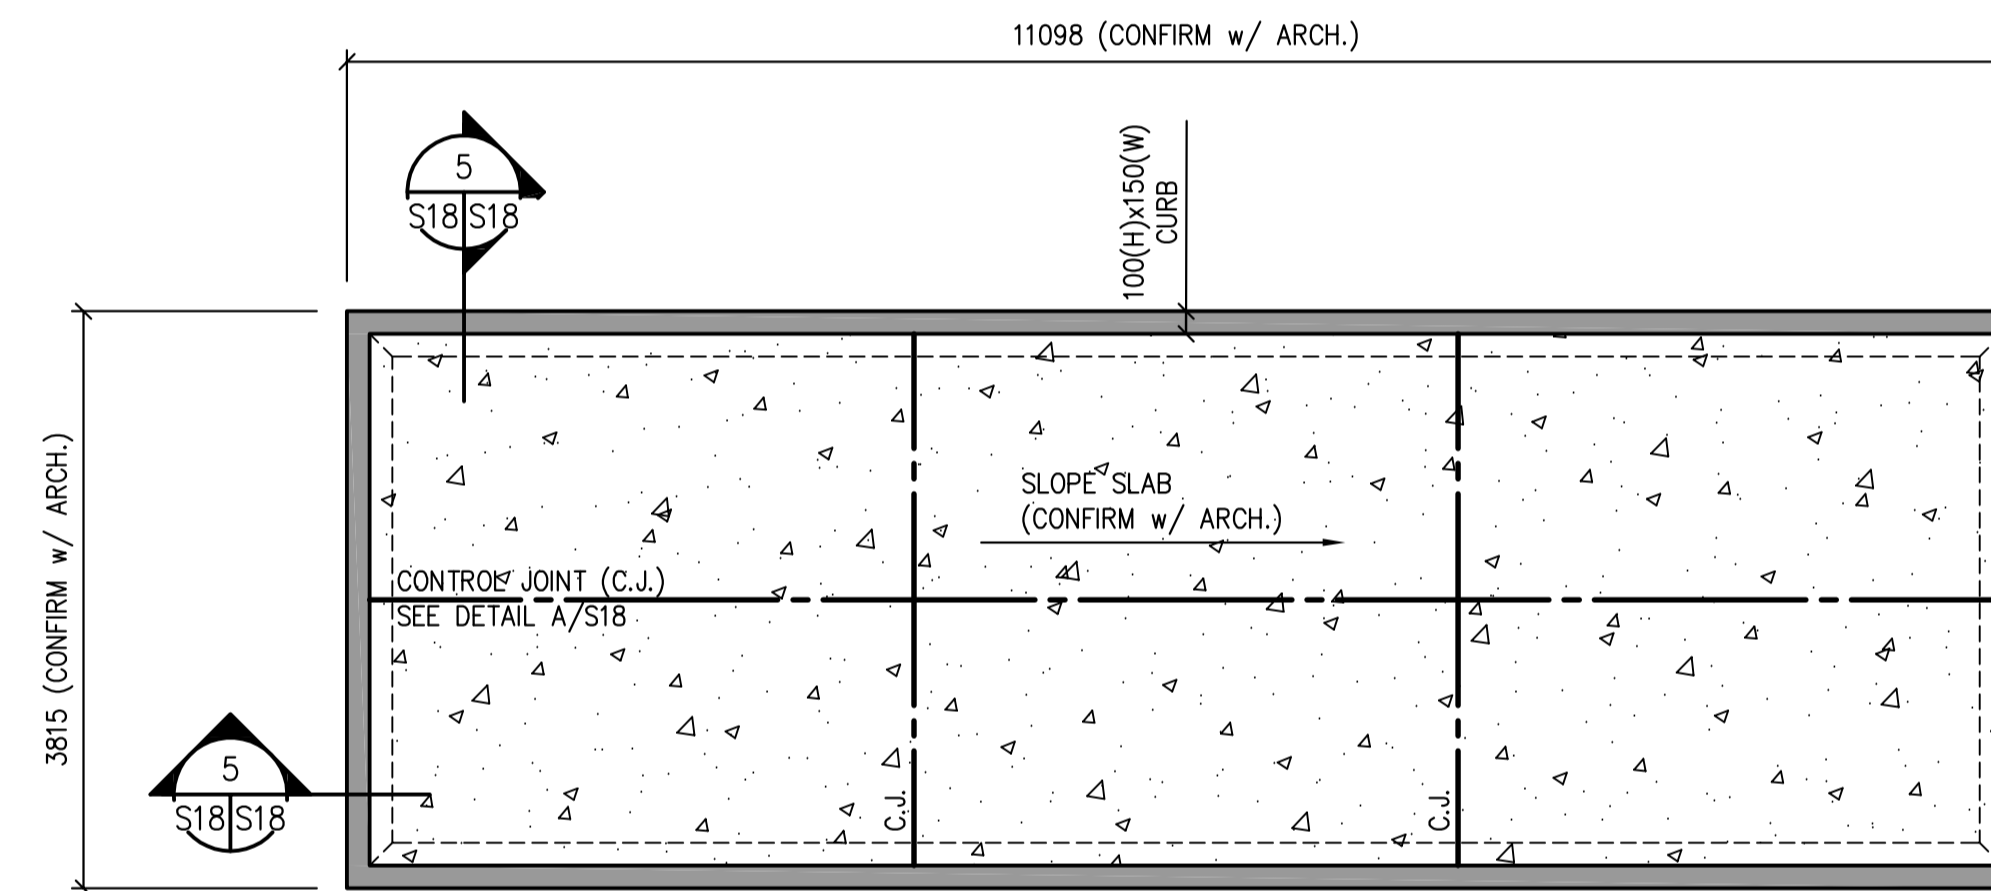 11098 (CONFIRM w/ ARCH.)
5
S18 S18
100(H)x150(W)
CURB
3815 (CONFIRM w/ ARCH.)
SLOPE SLAB
(CONFIRM w/ ARCH.)
CONTROL JOINT (C.J.)
SEE DETAIL A/S18
5
S18 S18
C.J.
C.J.